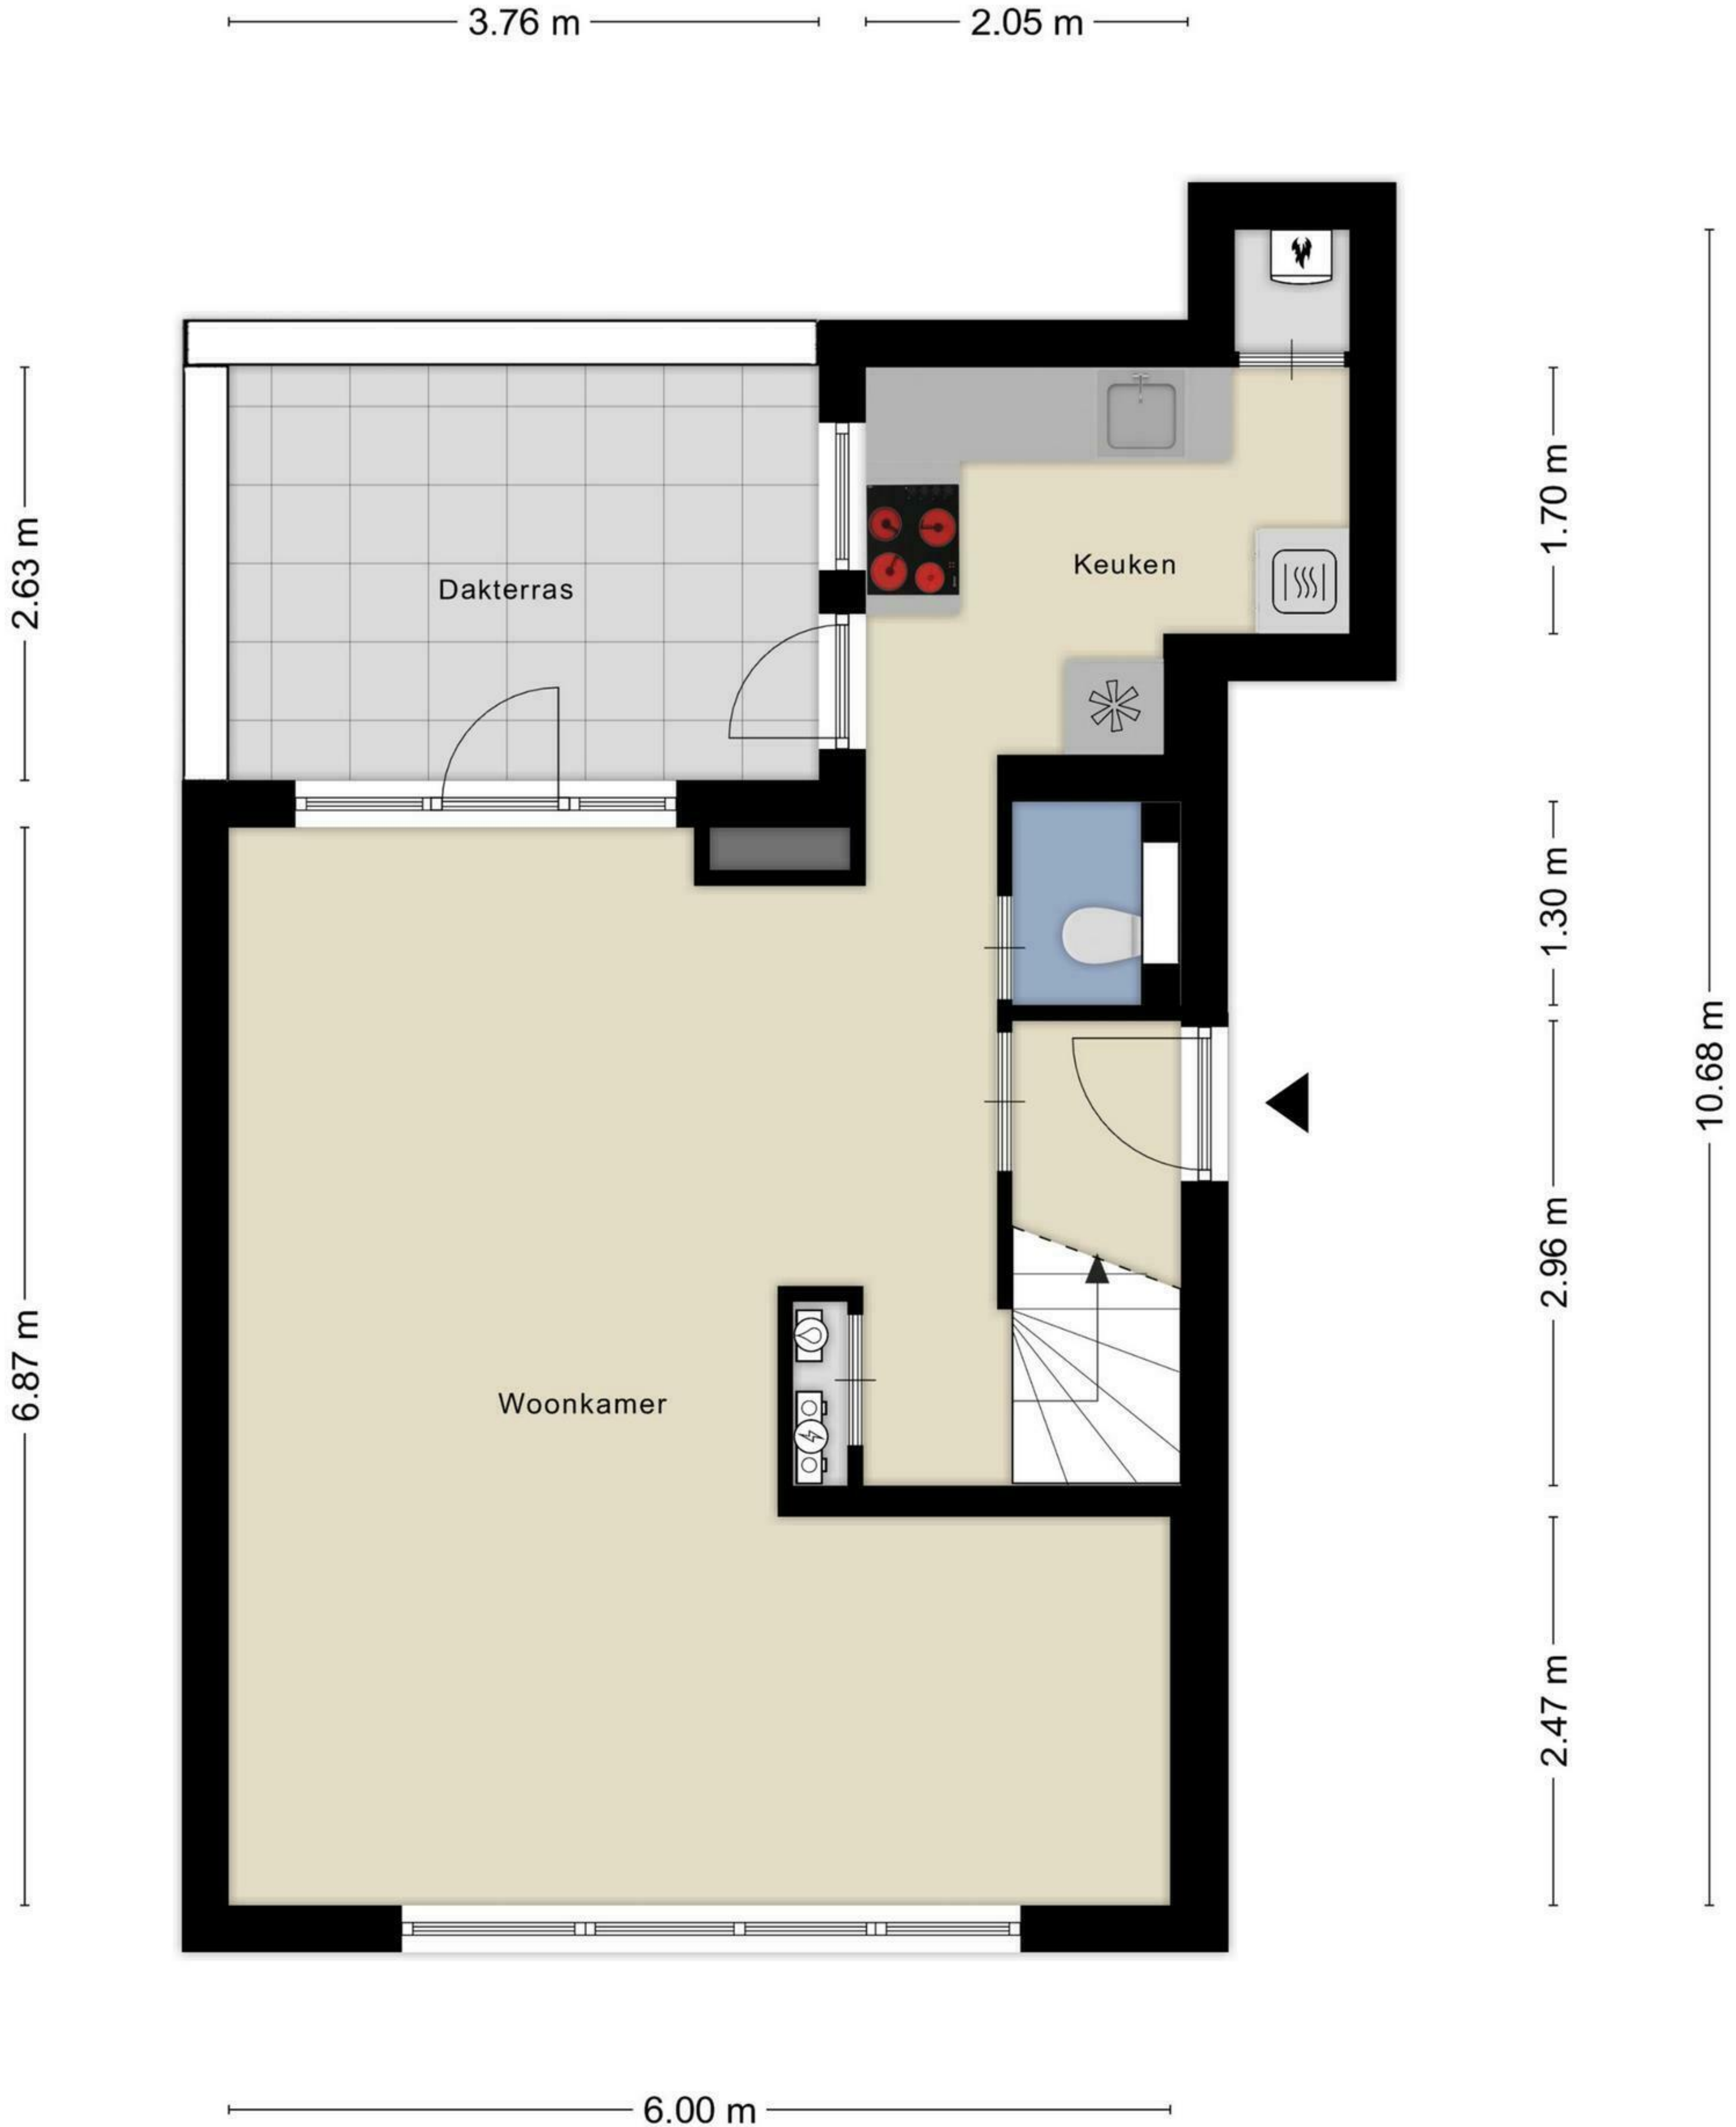 3.76 m
2.05 m
2.63 m
1.70 m
Keuken
Dakterras
1.30 m
10.68 m
2.96 m
6.87 m
Woonkamer
2.47 m
6.00 m